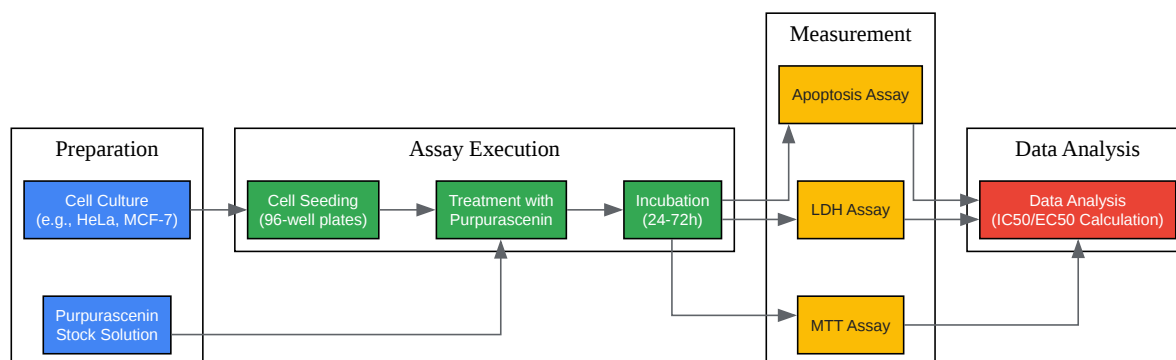 Preparation
Cell Culture
(e.g., HeLa, MCF-7)
Purpurascenin
Stock Solution
Assay Execution
Cell Seeding
(96-well plates)
Treatment with
Purpurascenin
Incubation
(24-72h)
Measurement
Apoptosis Assay
LDH Assay
MTT Assay
Data Analysis
Data Analysis
(IC50/EC50 Calculation)